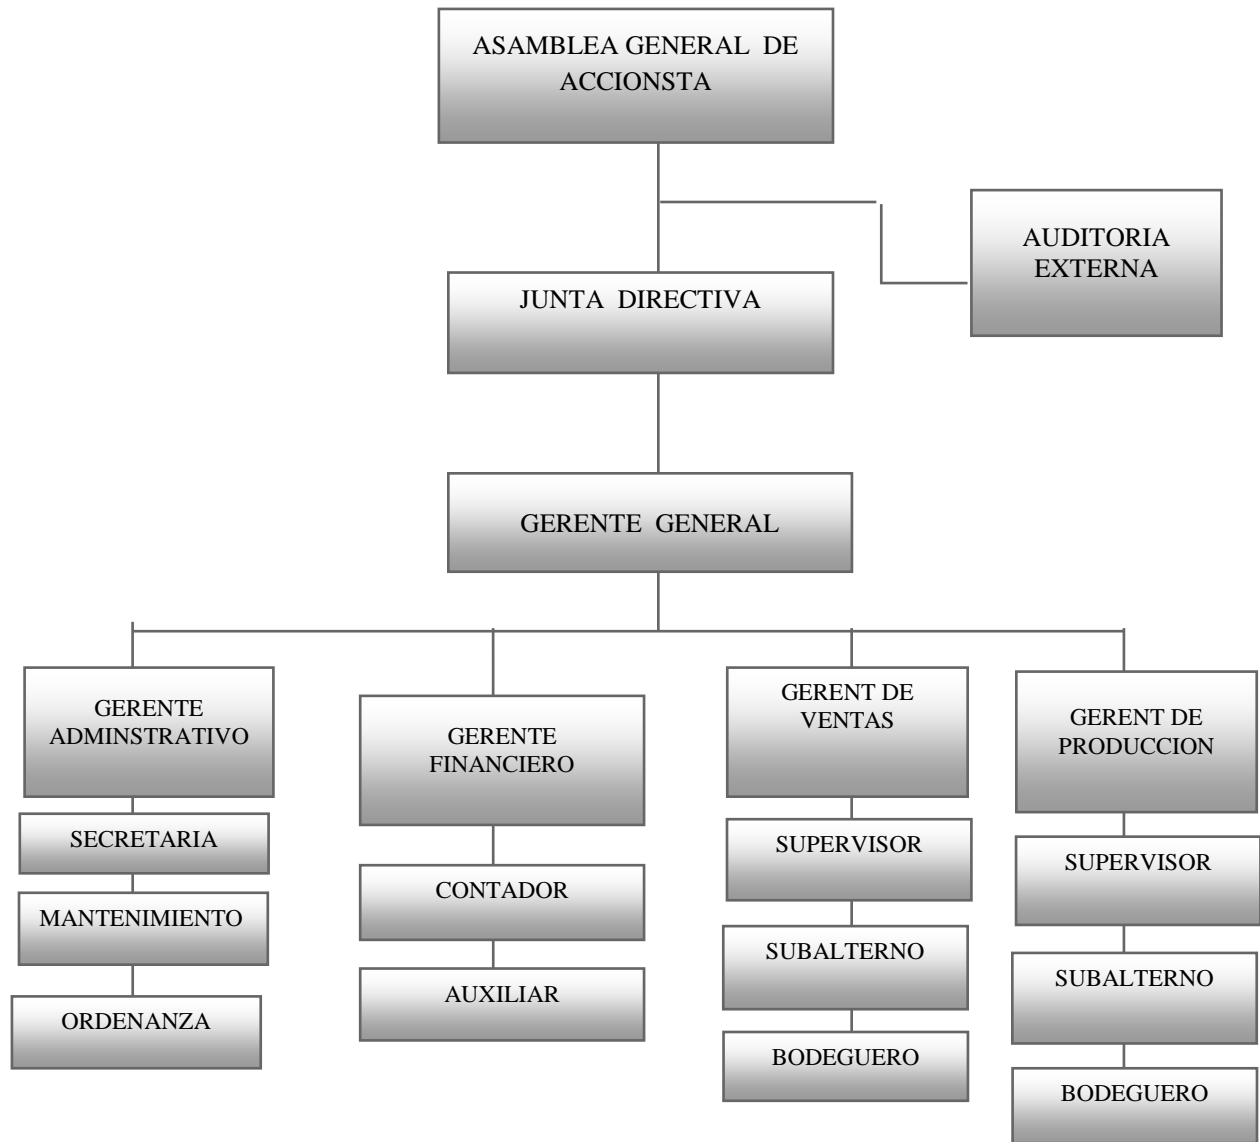 ASAMBLEA GENERAL DE
ACCIONSTA
AUDITORIA
EXTERNA
JUNTA DIRECTIVA
GERENTE GENERAL
GERENTE
ADMINSTRATIVO
SECRETARIA
MANTENIMIENTO
ORDENANZA
GERENTE
FINANCIERO
CONTADOR
AUXILIAR
GERENT DE
VENTAS
SUPERVISOR
SUBALTERNO
BODEGUERO
GERENT DE
PRODUCCION
SUPERVISOR
SUBALTERNO
BODEGUERO